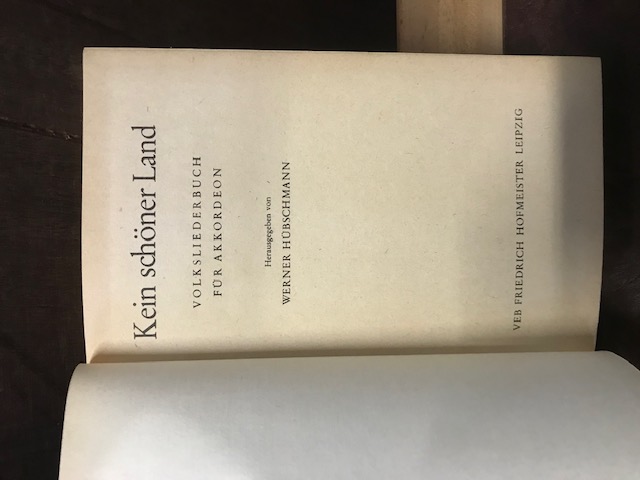 Kein schöner Land
VOLKSLIEDERBUCH
FÜR AKKORDEON
Herausgegeben von
WERNER HÜBSCHMANN
VEB FRIEDRICH HOFMEISTER LEIPZIG